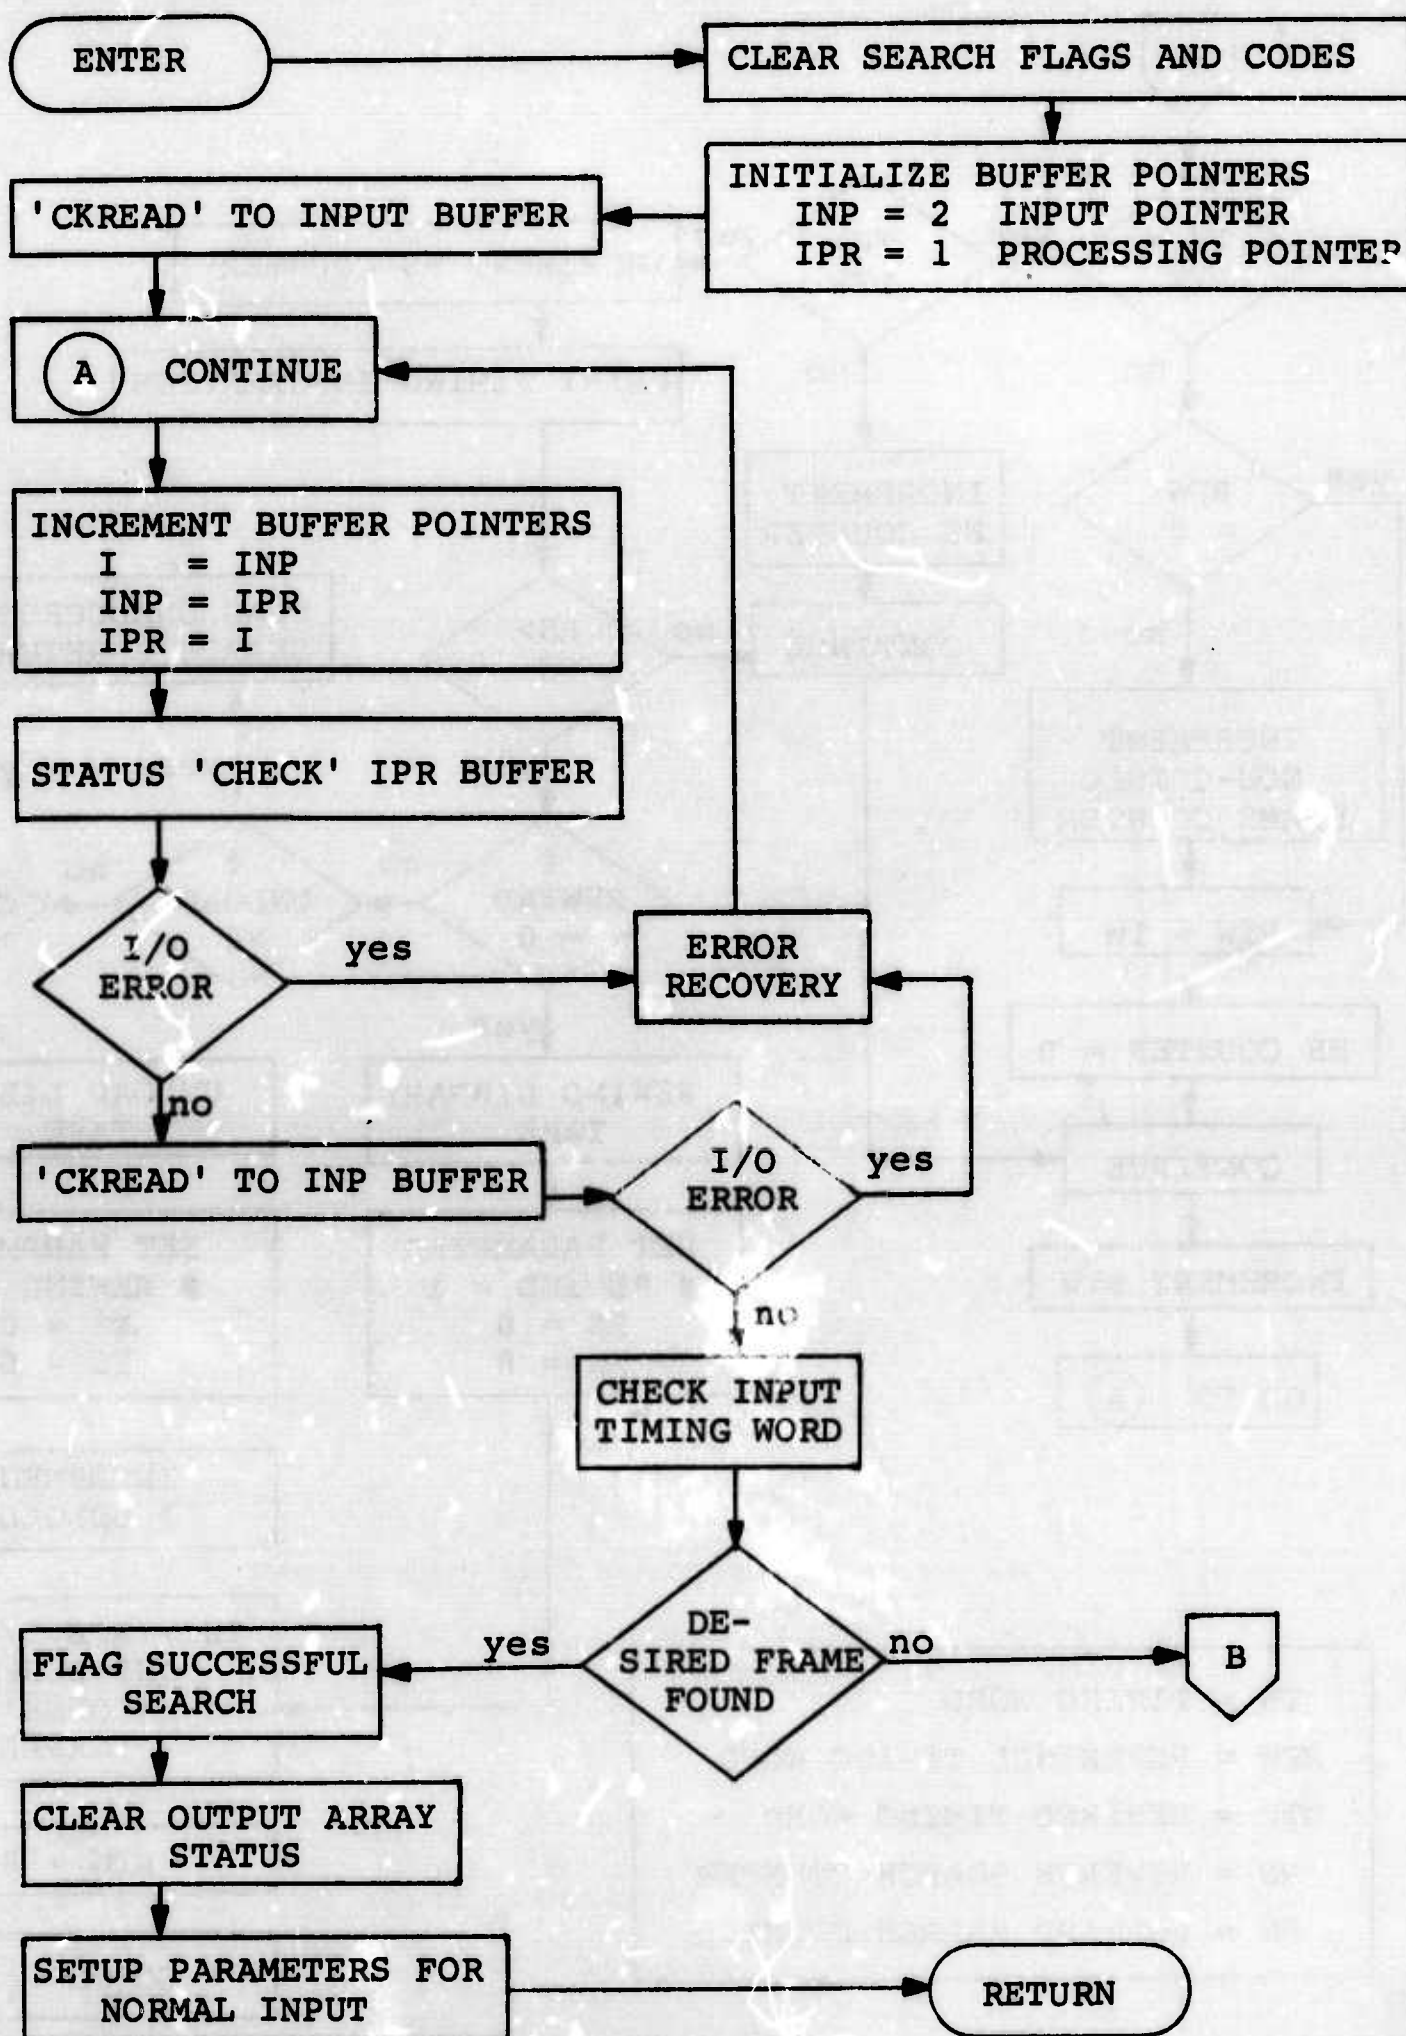 ENTER
CLEAR SEARCH FLAGS AND CODES
INITIALIZE BUFFER POINTERS
INP = 2 INPUT POINTER
IPR = 1 PROCESSING POINTER
'CKREAD' TO INPUT BUFFER
A CONTINUE
INCREMENT BUFFER POINTERS
I = INP
INP = IPR
IPR = I
STATUS 'CHECK' IPR BUFFER
I/O
ERROR
yes
ERROR
RECOVERY
no
'CKREAD' TO INP BUFFER
I/O
ERROR
yes
no
CHECK INPUT
TIMING WORD
DE-
SIRED FRAME
FOUND
yes
no
B
FLAG SUCCESSFUL
SEARCH
CLEAR OUTPUT ARRAY
STATUS
SETUP PARAMETERS FOR
NORMAL INPUT
RETURN